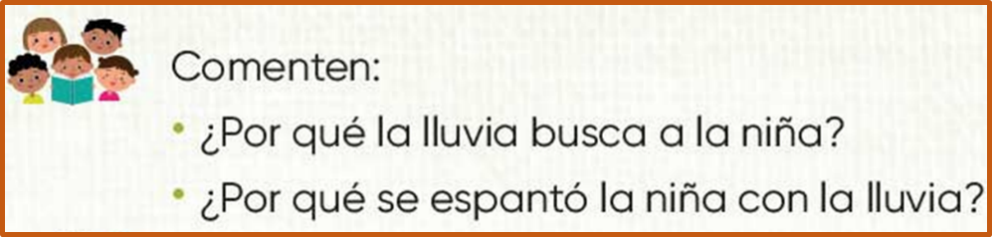 Comenten:
• ¿Por qué la lluvia busca a la niña?
• ¿Por qué se espantó la niña con la lluvia?